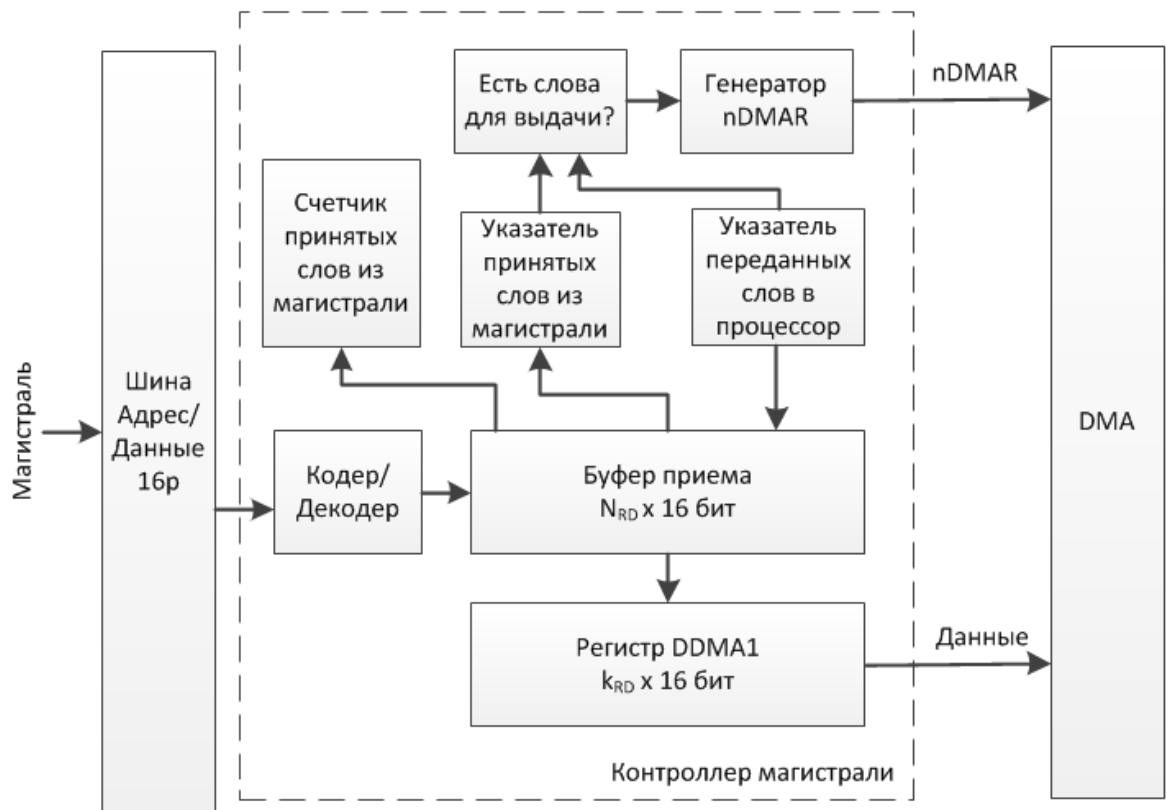 Магистраль
Шина
Адрес/
Данные
16р
Есть слова
для выдачи?
Генератор
nDMAR
nDMAR
Счетчик
принятых
слов из
магистрали
Указатель
принятых
слов из
магистрали
Указатель
переданных
слов в
процессор
Кодер/
Декодер
Буфер приема
NRD x 16 бит
DMA
Регистр DDMA1
kRD x 16 бит
Данные
Контроллер магистрали